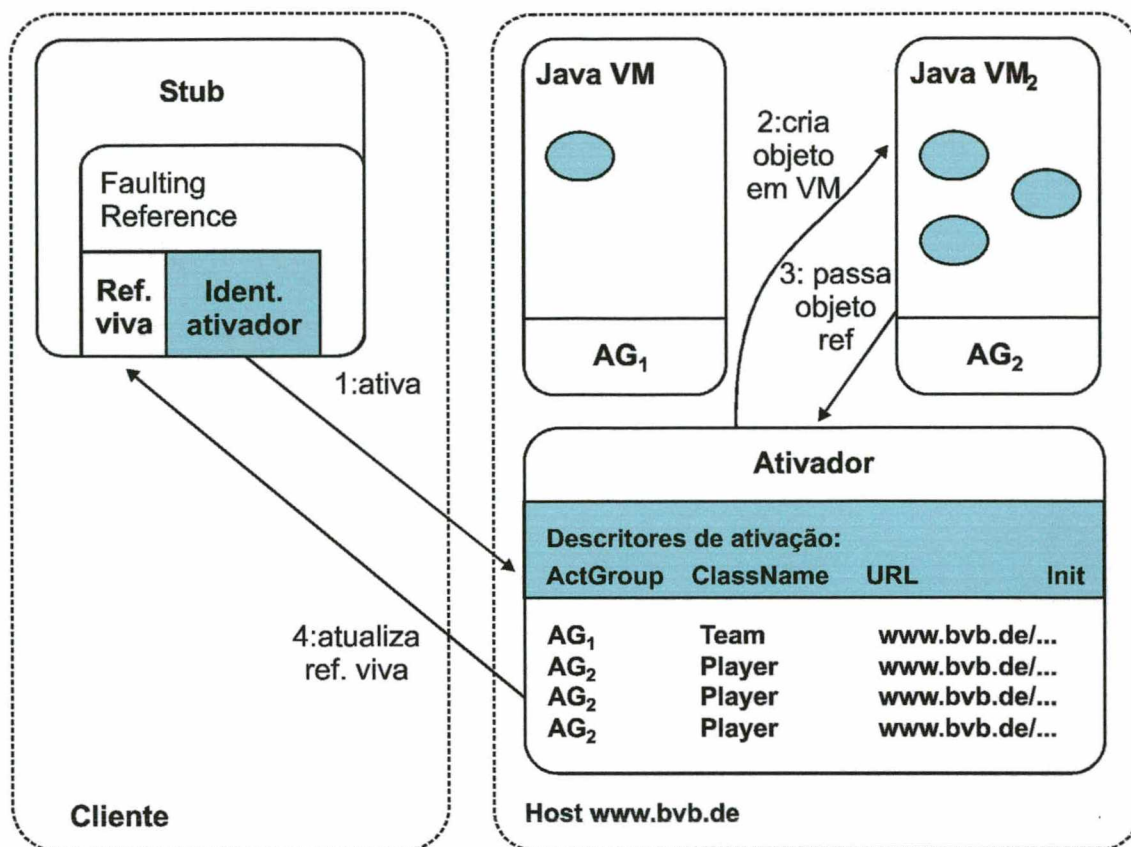 Stub
Faulting
Reference
Ref.
viva
Ident.
ativador
1:ativa
4:atualiza
ref. viva
Cliente
Java VM
AG₁
2:cria
objeto
em VM
3: passa
objeto
ref
Java VM₂
AG₂
Ativador
Descritores de ativação:
ActGroup ClassName URL Init
AG₁ Team www.bvb.de/...
AG₂ Player www.bvb.de/...
AG₂ Player www.bvb.de/...
AG₂ Player www.bvb.de/...
Host www.bvb.de